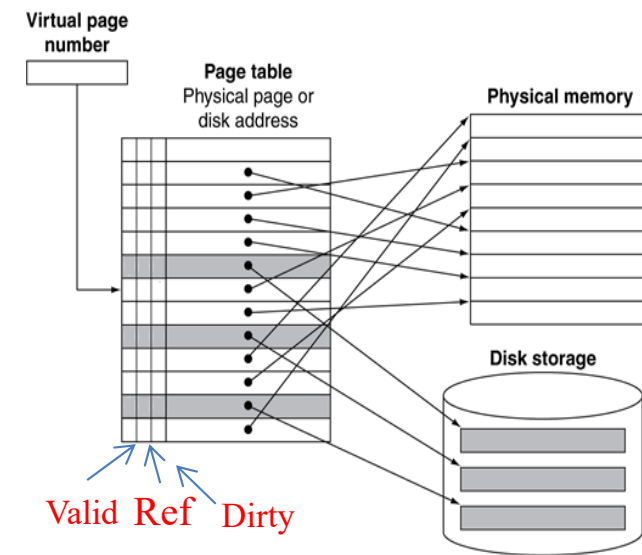 Virtual page
number
Page table
Physical page or
disk address
Physical memory
Disk storage
Valid Ref Dirty